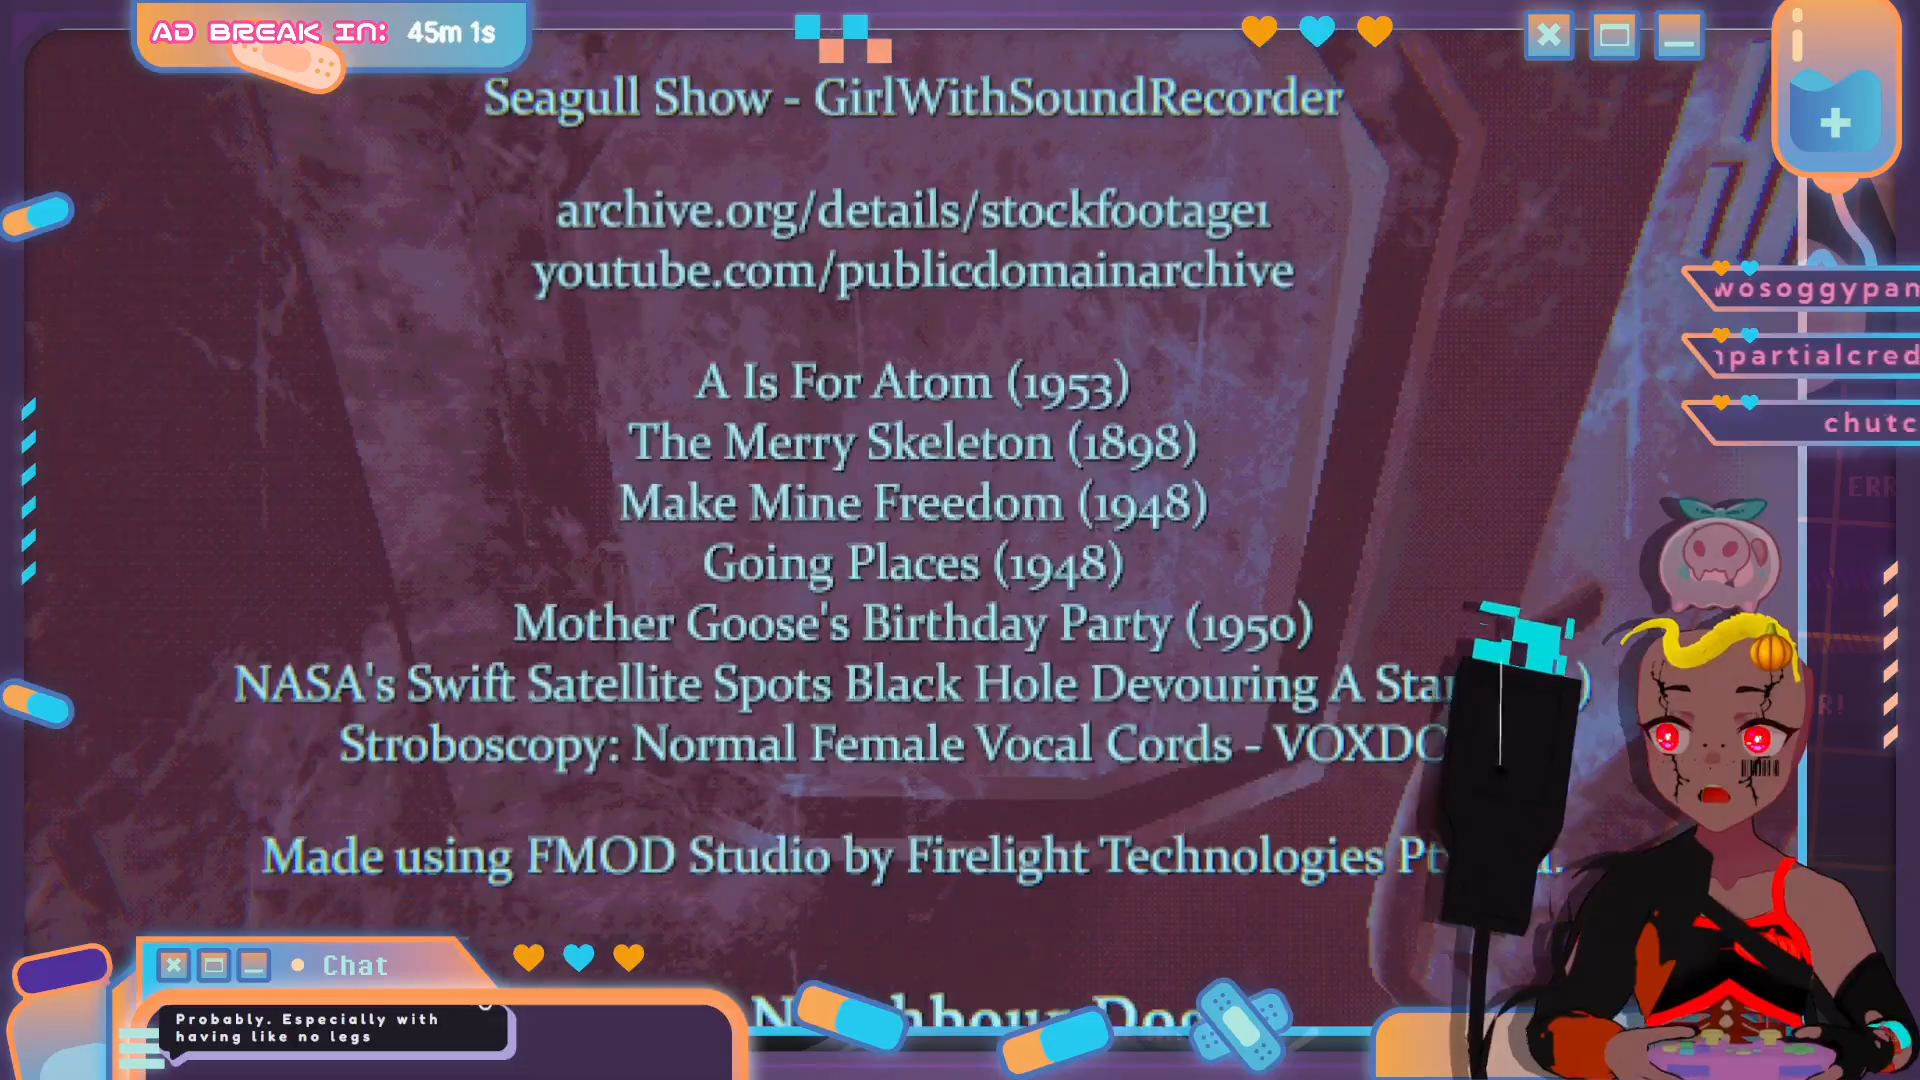 AD BREAK IN: 45m 1s
Seagull Show - GirlWithSoundRecorder
archive.org/details/stockfootage1
youtube.com/publicdomainarchive
wosoggypan
partialcred
chutc
A Is For Atom (1953)
The Merry Skeleton (1898)
Make Mine Freedom (1948)
ERR
Going Places (1948)
Mother Goose's Birthday Party (1950)
NASA's Swift Satellite Spots Black Hole Devouring A Star )
R!
Stroboscopy: Normal Female Vocal Cords - VOXDO
Made using FMOD Studio by Firelight Technologies Pt
Chat
Probably. Especially with
having like no legs